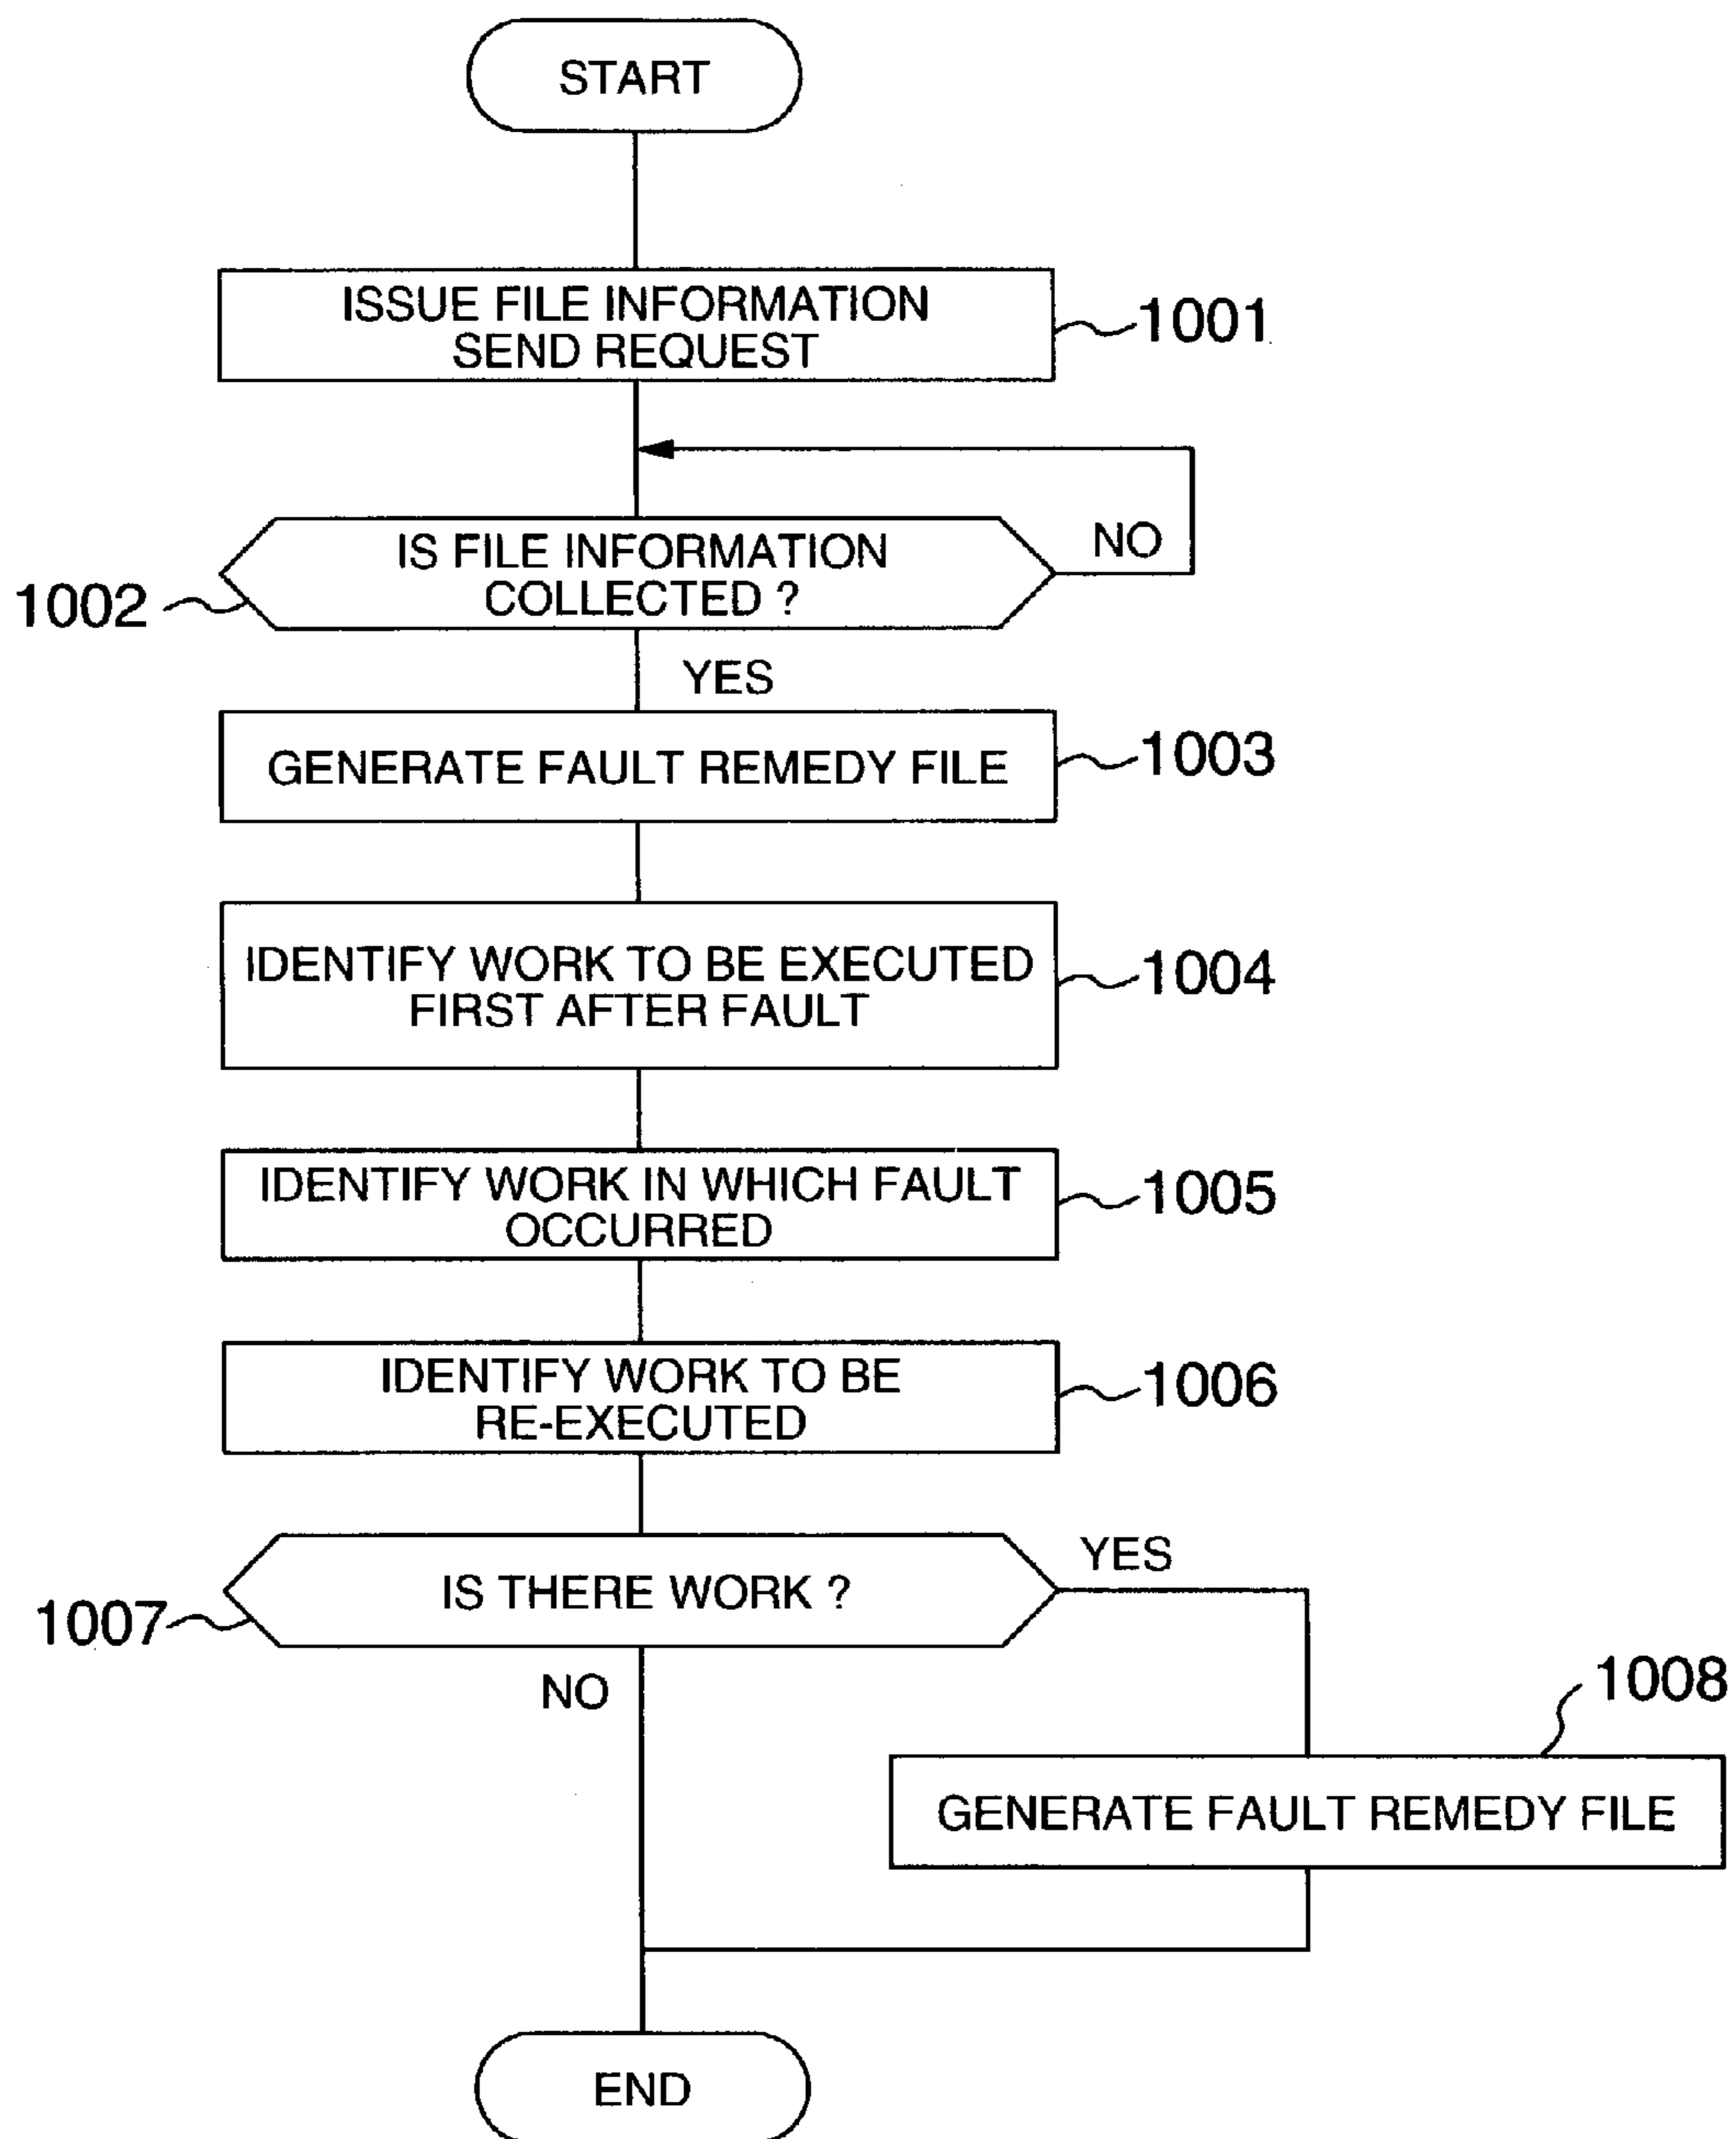 START
ISSUE FILE INFORMATION
SEND REQUEST
1001
IS FILE INFORMATION
COLLECTED ?
NO
1002
YES
GENERATE FAULT REMEDY FILE
1003
IDENTIFY WORK TO BE EXECUTED
FIRST AFTER FAULT
1004
IDENTIFY WORK IN WHICH FAULT
OCCURRED
1005
IDENTIFY WORK TO BE
RE-EXECUTED
1006
IS THERE WORK ?
YES
1007
NO
1008
GENERATE FAULT REMEDY FILE
END